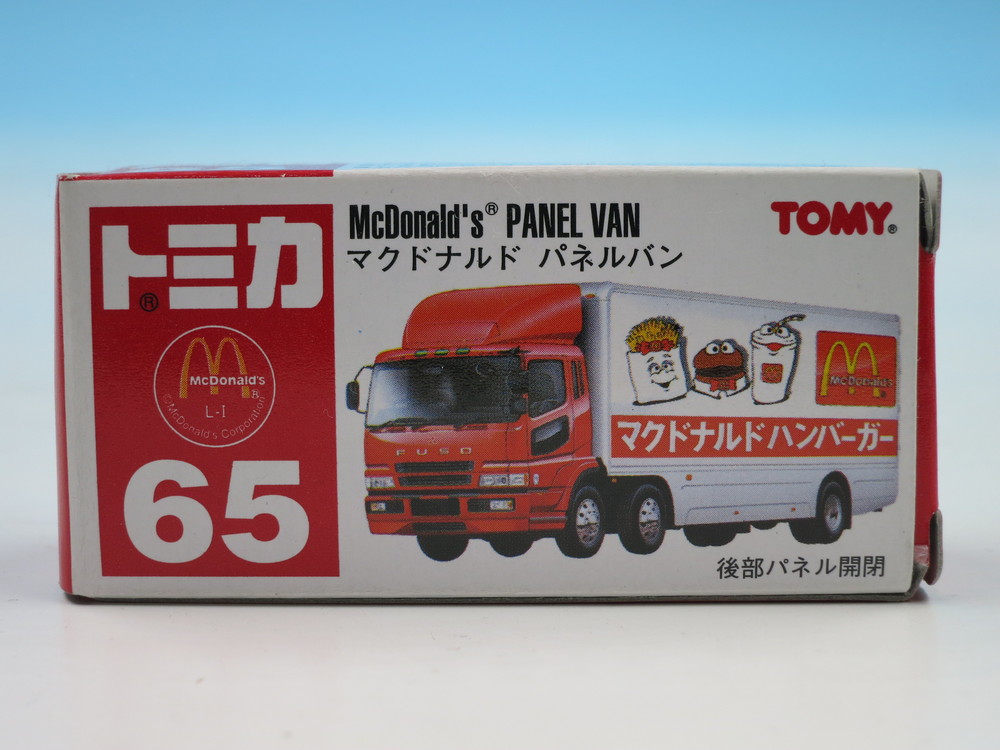 トミカ®
McDonald's®
L-I
©McDonald's Corporation
65
McDonald's® PANEL VAN
マクドナルド パネルバン
TOMY®
McDonald's
マクドナルドハンバーガー
FUSO
後部パネル開閉